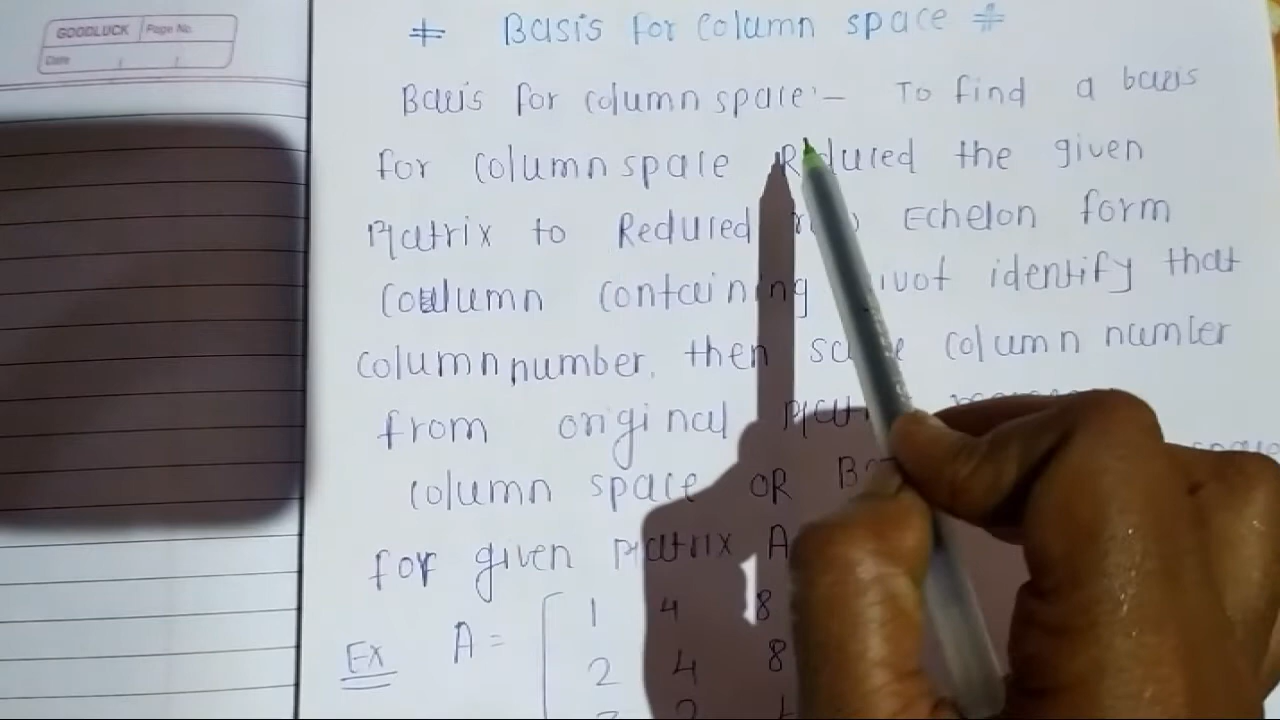 GOODLUCK Page No.
Date / /
Basis for column space
Basis for column space :- To find a basis
for column space Reduced the given
Matrix to Reduced Echelon form
column containing identify that
column number, then column number
from original
column space OR
for given Matrix A
Ex A = 1 4 8
2 4 8